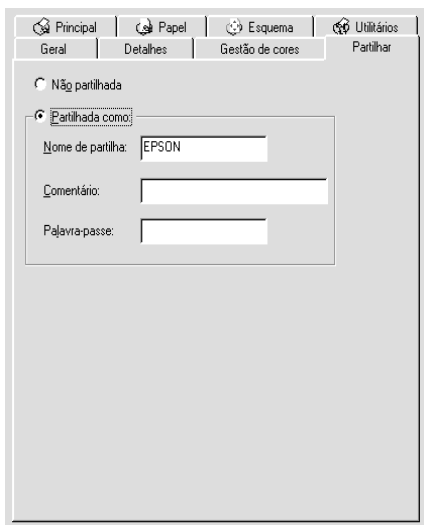 Principal Papel Esquema Utilitários
Geral Detalhes Gestão de cores Partilhar
Não partilhada
Partilhada como:
Nome de partilha: EPSON
Comentário:
Palavra-passe: